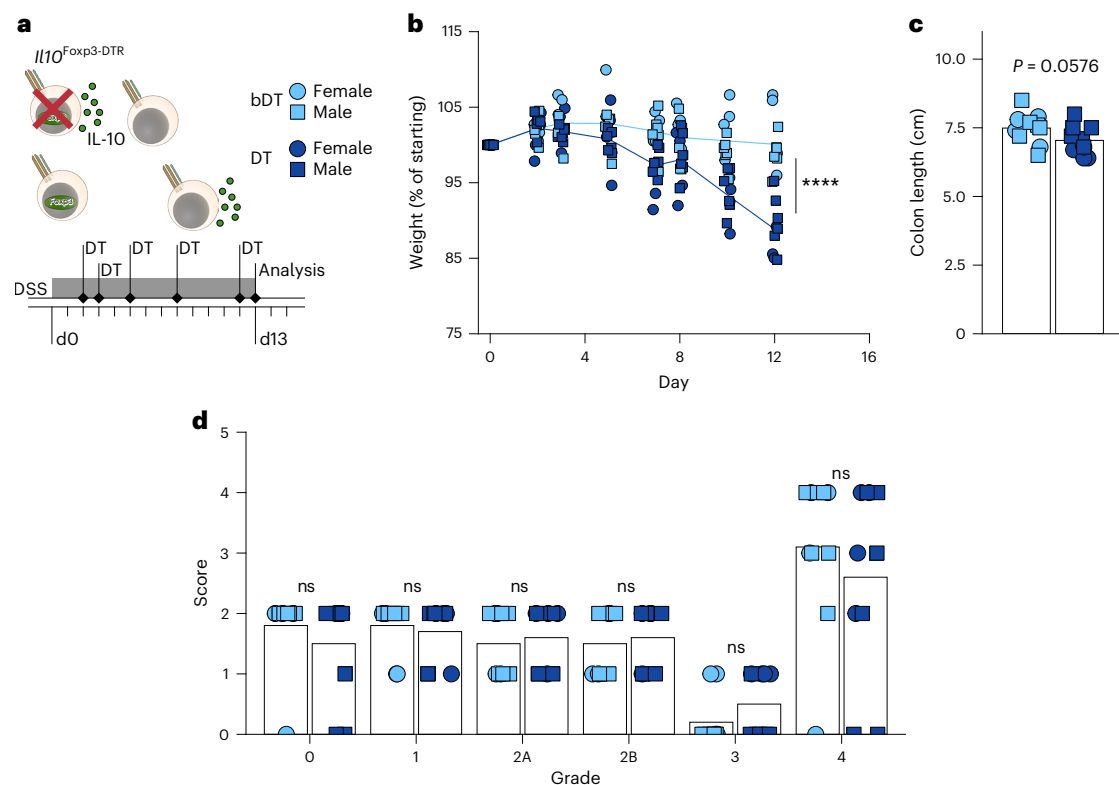 a
Il10Foxp3-DTR
IL-10
Foxp3
bDT
Female
Male
DT
Female
Male
DT
DT
DT
DT
DT
Analysis
DSS
d0
d13
b
Weight (% of starting)
115
105
95
85
75
****
0
4
8
12
16
Day
c
Colon length (cm)
10.0
7.5
5.0
2.5
0
P = 0.0576
d
Score
5
4
3
2
1
0
ns
ns
ns
ns
ns
ns
0
1
2A
2B
3
4
Grade